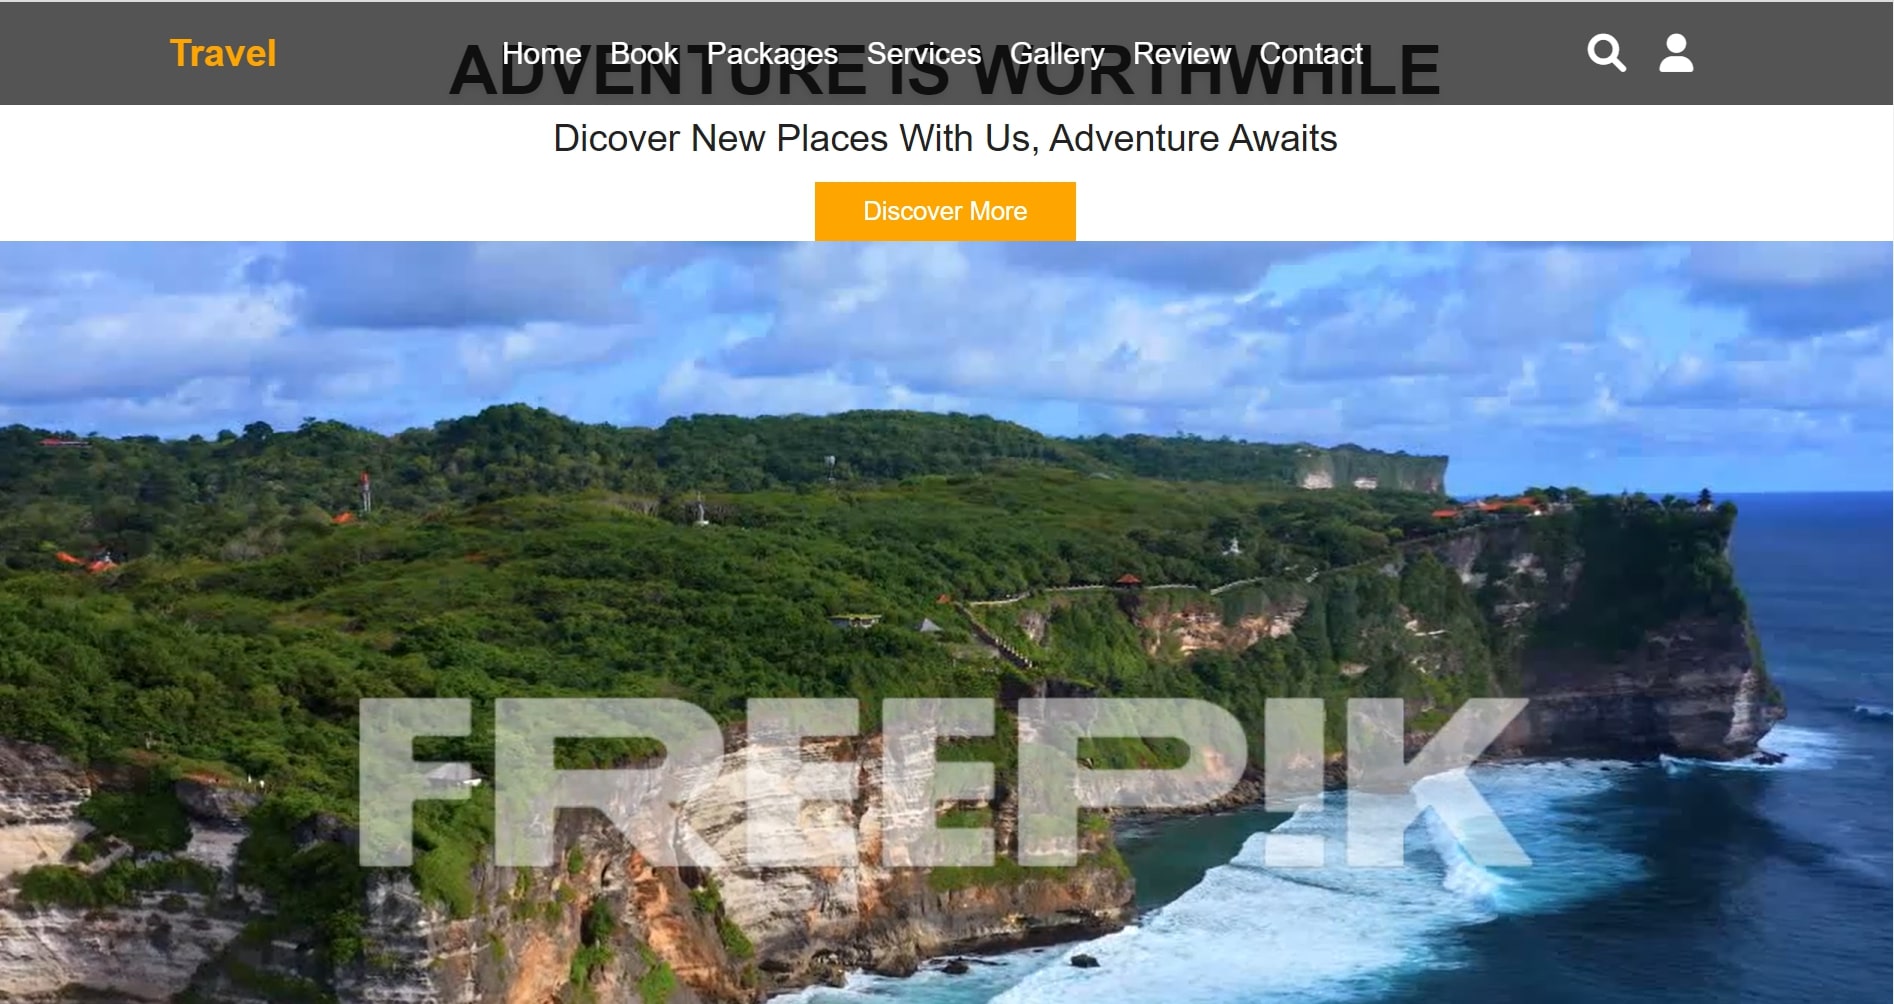 Travel Home Book Packages Services Gallery Review Contact
ADVENTURE IS WORTHWHILE
Dicover New Places With Us, Adventure Awaits
Discover More
FREEP!K